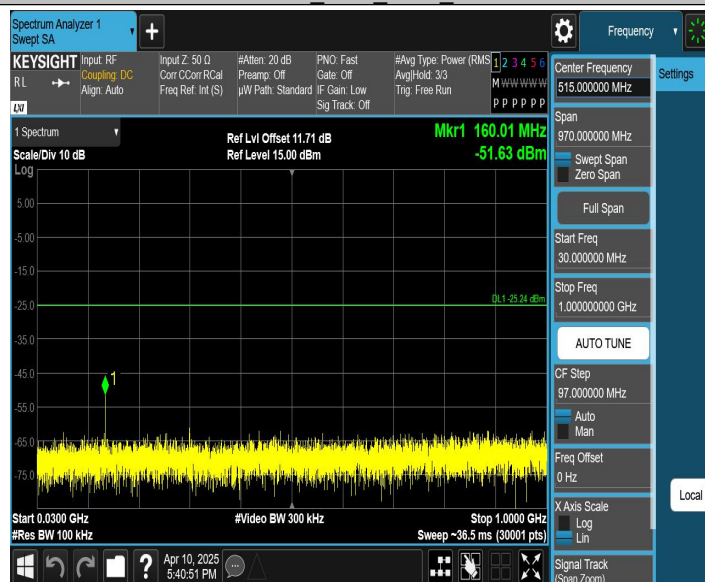 Spectrum Analyzer 1
Swept SA
+
Frequency
KEYSIGHT
RL
LXI
Input: RF
Coupling: DC
Align: Auto
Input Z: 50 Ω
Corr CCorr RCal
Freq Ref: Int (S)
#Atten: 20 dB
Preamp: Off
µW Path: Standard
PNO: Fast
Gate: Off
IF Gain: Low
Sig Track: Off
#Avg Type: Power (RMS
Avg|Hold: 3/3
Trig: Free Run
1 2 3 4 5 6
M W W W W W
P P P P P P
1 Spectrum
Scale/Div 10 dB
Log
Ref Lvl Offset 11.71 dB
Ref Level 15.00 dBm
Mkr1 160.01 MHz
-51.63 dBm
5.00
-5.00
-15.0
-25.0
-35.0
-45.0
-55.0
-65.0
-75.0
DL1 -25.24 dBm
1
Start 0.0300 GHz
#Res BW 100 kHz
#Video BW 300 kHz
Stop 1.0000 GHz
Sweep ~36.5 ms (30001 pts)
?
Apr 10, 2025
5:40:51 PM
Center Frequency
515.000000 MHz
Span
970.000000 MHz
Swept Span
Zero Span
Full Span
Start Freq
30.000000 MHz
Stop Freq
1.000000000 GHz
AUTO TUNE
CF Step
97.000000 MHz
Auto
Man
Freq Offset
0 Hz
X Axis Scale
Log
Lin
Signal Track
(Span Zoom)
Settings
Local